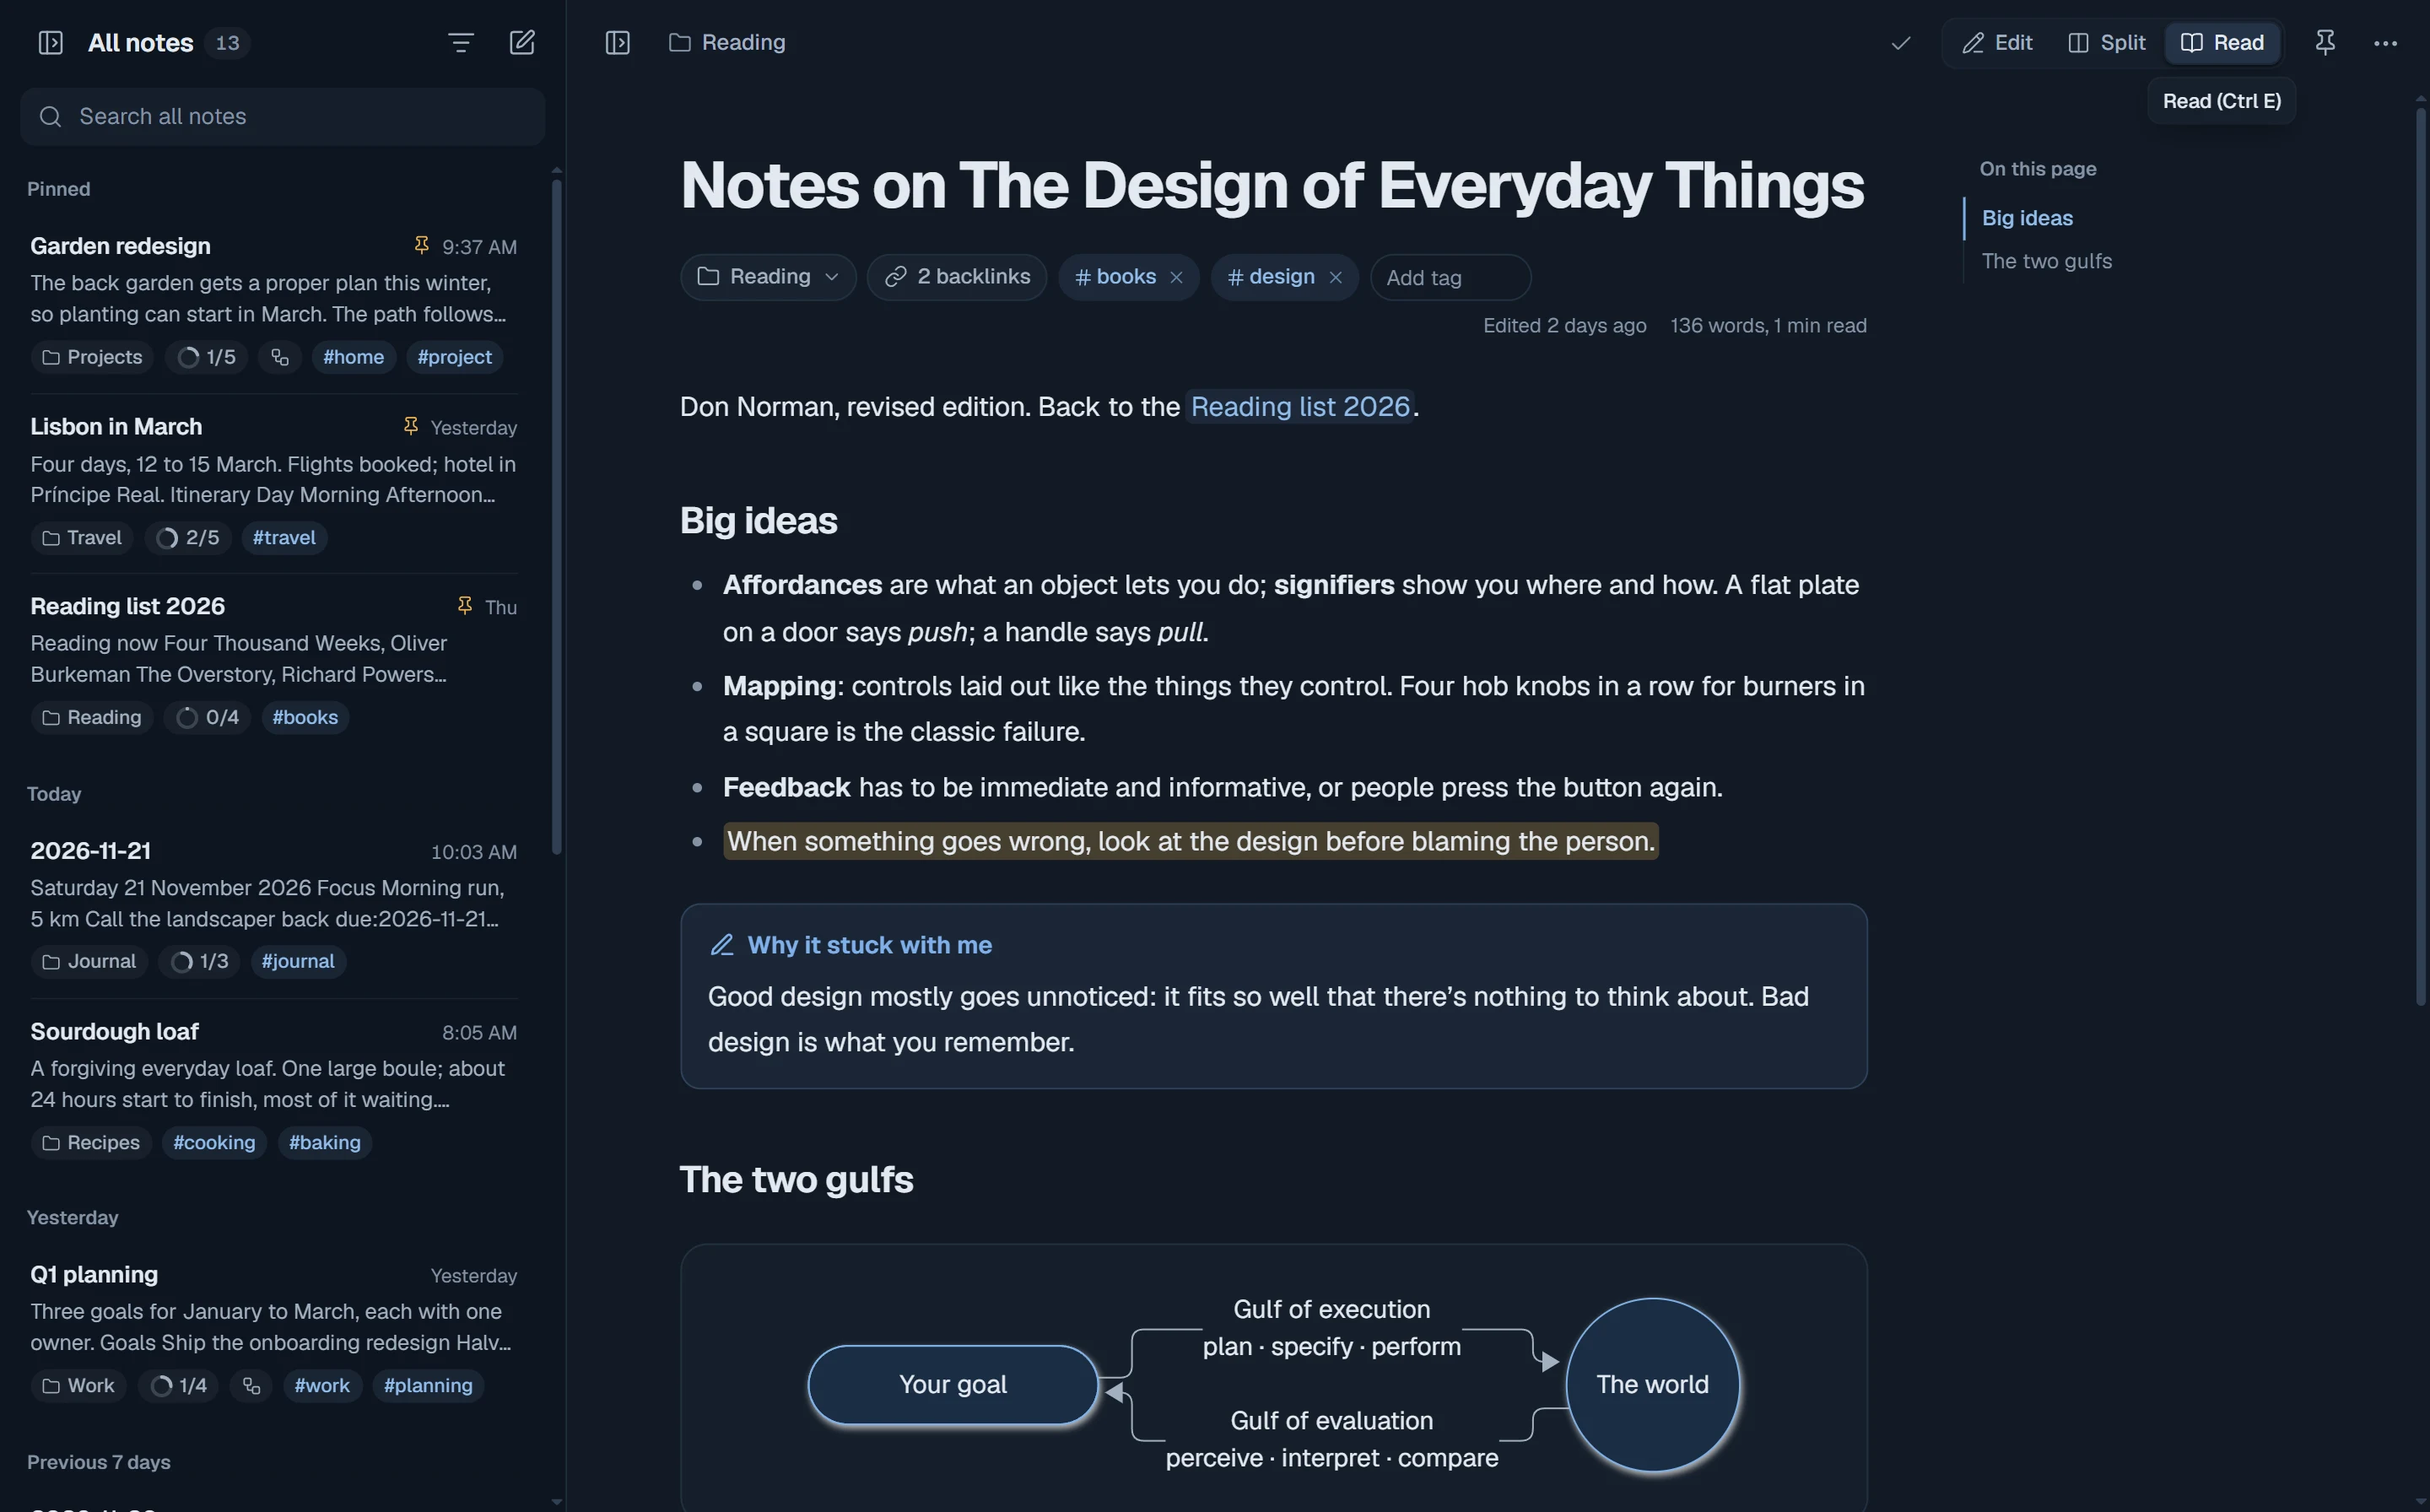 All notes 13
Search all notes
Pinned
Garden redesign 9:37 AM
The back garden gets a proper plan this winter,
so planting can start in March. The path follows...
Projects 1/5 #home #project
Lisbon in March Yesterday
Four days, 12 to 15 March. Flights booked; hotel in
Príncipe Real. Itinerary Day Morning Afternoon...
Travel 2/5 #travel
Reading list 2026 Thu
Reading now Four Thousand Weeks, Oliver
Burkeman The Overstory, Richard Powers...
Reading 0/4 #books
Today
2026-11-21 10:03 AM
Saturday 21 November 2026 Focus Morning run,
5 km Call the landscaper back due:2026-11-21...
Journal 1/3 #journal
Sourdough loaf 8:05 AM
A forgiving everyday loaf. One large boule; about
24 hours start to finish, most of it waiting....
Recipes #cooking #baking
Yesterday
Q1 planning Yesterday
Three goals for January to March, each with one
owner. Goals Ship the onboarding redesign Halv...
Work 1/4 #work #planning
Previous 7 days
Reading
Edit Split Read
Read (Ctrl E)
Notes on The Design of Everyday Things
Reading 2 backlinks # books × # design × Add tag
Edited 2 days ago 136 words, 1 min read
Don Norman, revised edition. Back to the Reading list 2026.
Big ideas
• Affordances are what an object lets you do; signifiers show you where and how. A flat plate
on a door says push; a handle says pull.
• Mapping: controls laid out like the things they control. Four hob knobs in a row for burners in
a square is the classic failure.
• Feedback has to be immediate and informative, or people press the button again.
• When something goes wrong, look at the design before blaming the person.
Why it stuck with me
Good design mostly goes unnoticed: it fits so well that there’s nothing to think about. Bad
design is what you remember.
The two gulfs
Gulf of execution
plan · specify · perform
Your goal
The world
Gulf of evaluation
perceive · interpret · compare
On this page
Big ideas
The two gulfs